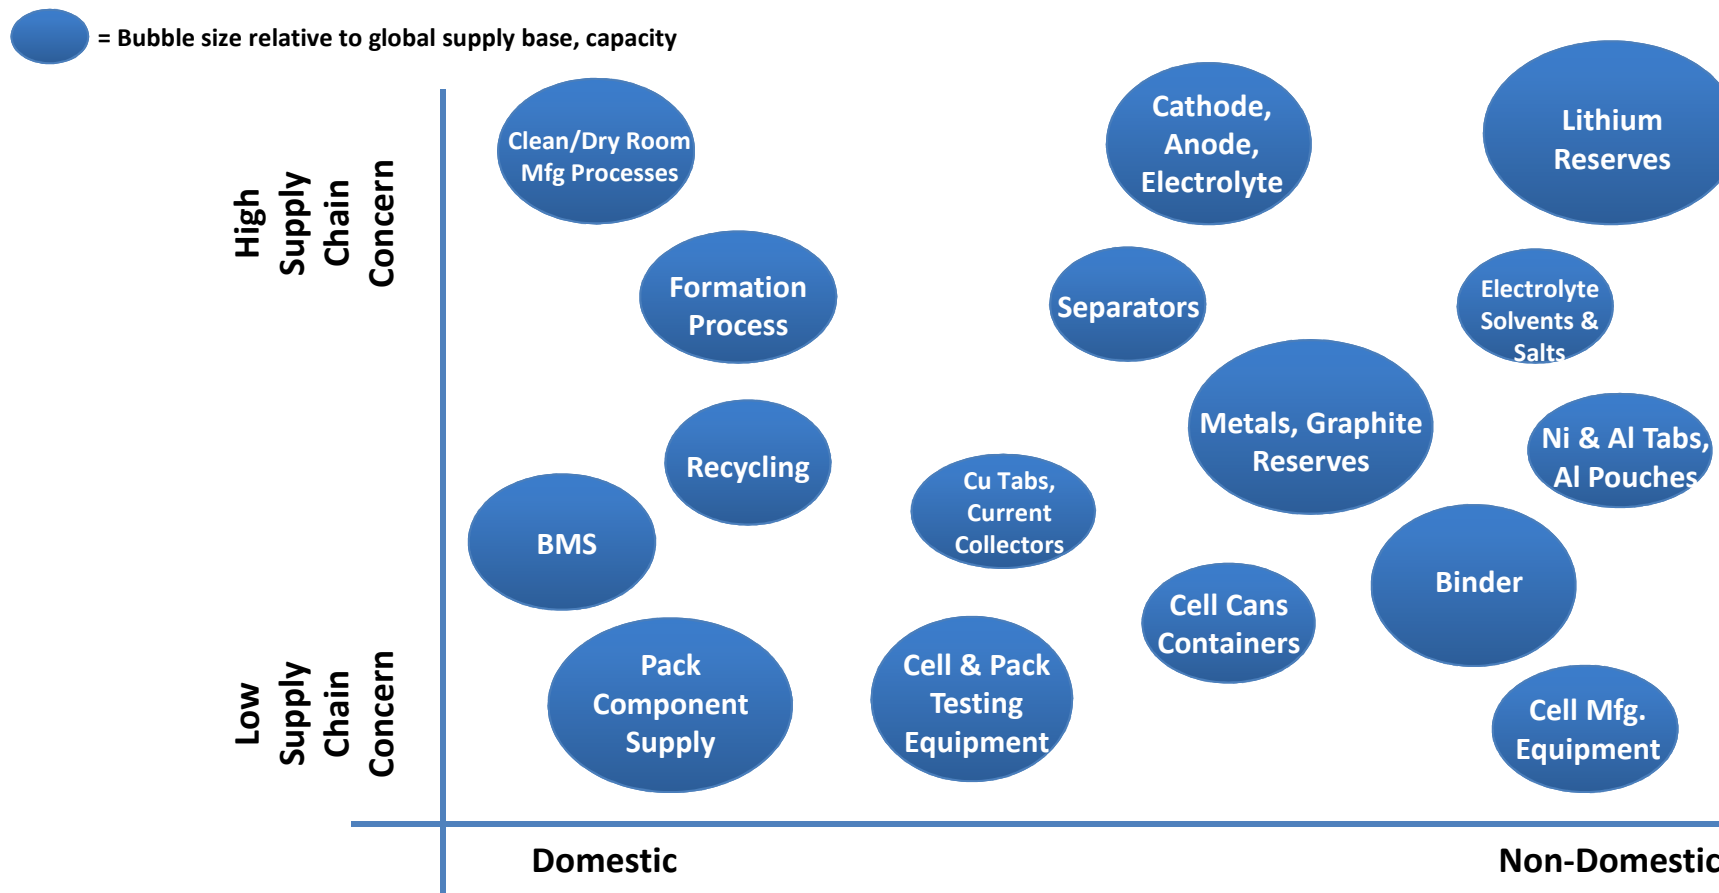 = Bubble size relative to global supply base, capacity
High
Supply
Chain
Concern
Low
Supply
Chain
Concern
Clean/Dry Room
Mfg Processes
Cathode,
Anode,
Electrolyte
Lithium
Reserves
Formation
Process
Separators
Electrolyte
Solvents &
Salts
Metals, Graphite
Reserves
Ni & Al Tabs,
Al Pouches
Recycling
Cu Tabs,
Current
Collectors
BMS
Binder
Cell Cans
Containers
Pack
Component
Supply
Cell & Pack
Testing
Equipment
Cell Mfg.
Equipment
Domestic
Non-Domestic